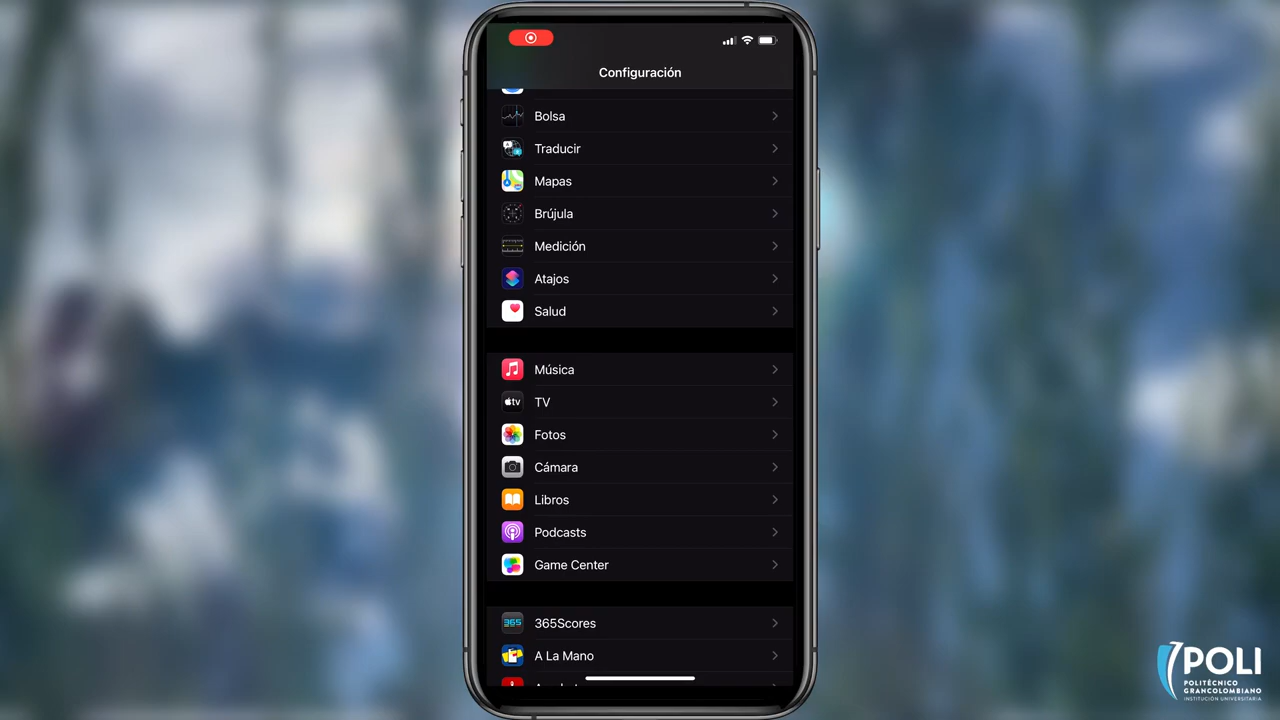 Configuración
Bolsa
Traducir
Mapas
Brújula
Medición
Atajos
Salud
Música
TV
Fotos
Cámara
Libros
Podcasts
Game Center
365Scores
A La Mano
POLI
POLITÉCNICO
GRANCOLOMBIANO
INSTITUCIÓN UNIVERSITARIA